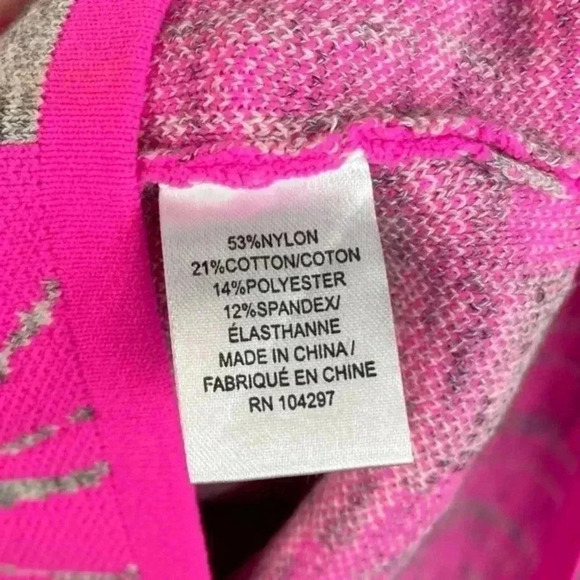 53%NYLON
21%COTTON/COTON
14%POLYESTER
12%SPANDEX/
ÉLASTHANNE
MADE IN CHINA/
FABRIQUÉ EN CHINE
RN 104297